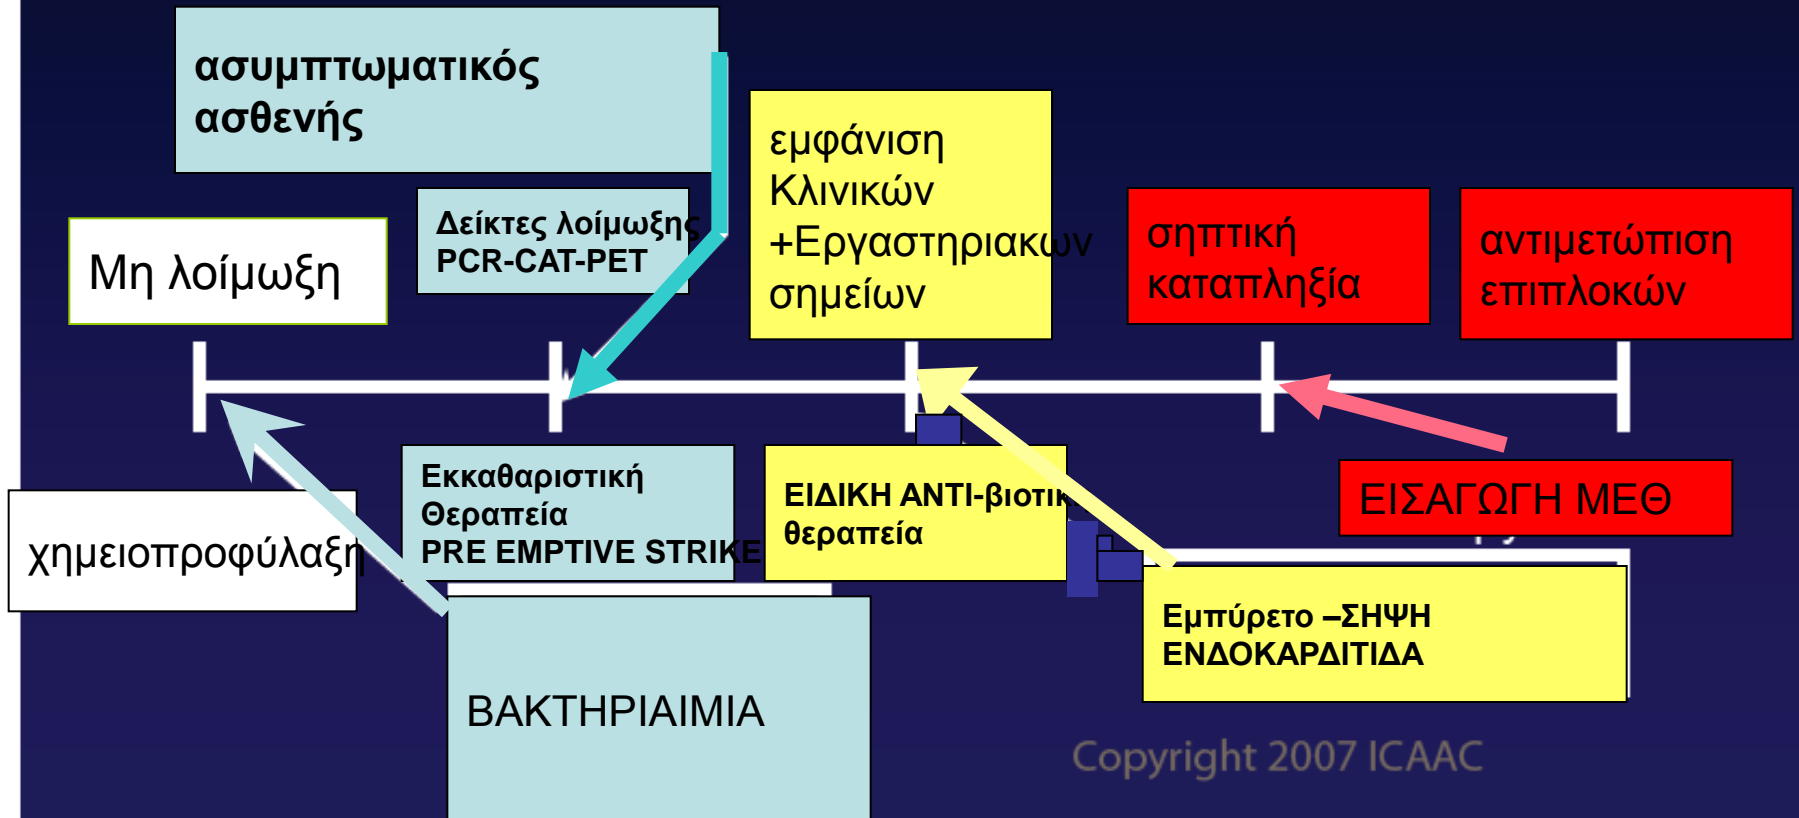 ασυμπτωματικός
ασθενής
εμφάνιση
Κλινικών
+Εργαστηριακων
σημείων
Δείκτες λοίμωξης
PCR-CAT-PET
Μη λοίμωξη
σηπτική
καταπληξία
αντιμετώπιση
επιπλοκών
χημειοπροφύλαξη
Εκκαθαριστική
Θεραπεία
PRE EMPTIVE STRIKE
ΕΙΔΙΚΗ ΑΝΤΙ-βιοτικ
θεραπεία
ΕΙΣΑΓΩΓΗ ΜΕΘ
Εμπύρετο –ΣΗΨΗ
ΕΝΔΟΚΑΡΔΙΤΙΔΑ
ΒΑΚΤΗΡΙΑΙΜΙΑ
Copyright 2007 ICAAC